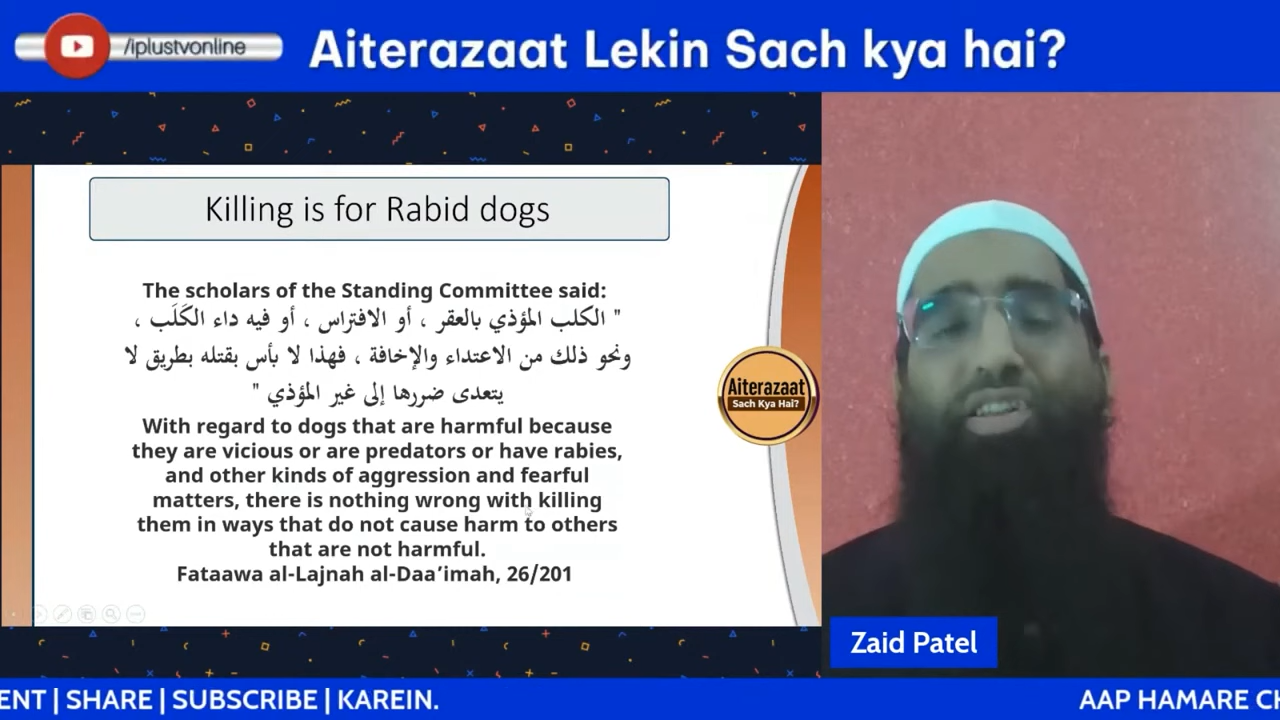 /iplustvonline
Aiterazaat Lekin Sach kya hai?
Killing is for Rabid dogs
The scholars of the Standing Committee said:
" الكلب المؤذي بالعقر ، أو الافتراس ، أو فيه داء الكَلَب ،
ونحو ذلك من الاعتداء والإخافة ، فهذا لا بأس بقتله بطريق لا
يتعدى ضررها إلى غير المؤذي "
With regard to dogs that are harmful because
they are vicious or are predators or have rabies,
and other kinds of aggression and fearful
matters, there is nothing wrong with killing
them in ways that do not cause harm to others
that are not harmful.
Fataawa al-Lajnah al-Daa’imah, 26/201
Aiterazaat
Sach Kya Hai?
Zaid Patel
ENT | SHARE | SUBSCRIBE | KAREIN.
AAP HAMARE CH